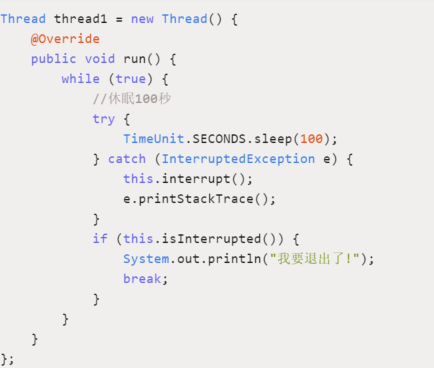 Thread thread1 = new Thread() {
    @Override
    public void run() {
        while (true) {
            //休眠100秒
            try {
                TimeUnit.SECONDS.sleep(100);
            } catch (InterruptedException e) {
                this.interrupt();
                e.printStackTrace();
            }
            if (this.isInterrupted()) {
                System.out.println("我要退出了!");
                break;
            }
        }
    }
};